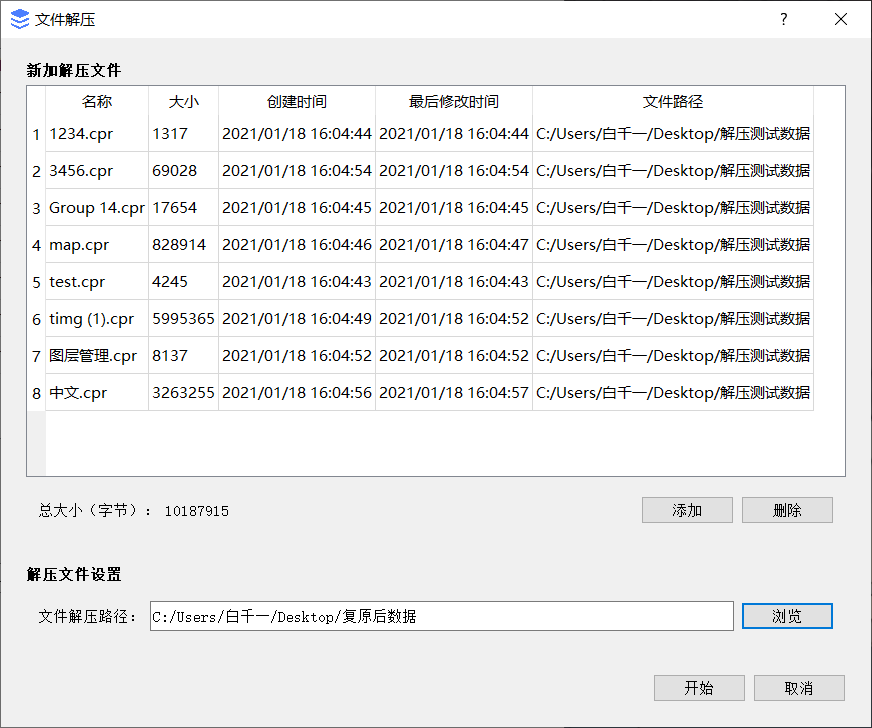 文件解压
?
新加解压文件
名称 大小 创建时间 最后修改时间 文件路径
1 1234.cpr 1317 2021/01/18 16:04:44 2021/01/18 16:04:44 C:/Users/白千一/Desktop/解压测试数据
2 3456.cpr 69028 2021/01/18 16:04:54 2021/01/18 16:04:54 C:/Users/白千一/Desktop/解压测试数据
3 Group 14.cpr 17654 2021/01/18 16:04:45 2021/01/18 16:04:45 C:/Users/白千一/Desktop/解压测试数据
4 map.cpr 828914 2021/01/18 16:04:46 2021/01/18 16:04:47 C:/Users/白千一/Desktop/解压测试数据
5 test.cpr 4245 2021/01/18 16:04:43 2021/01/18 16:04:43 C:/Users/白千一/Desktop/解压测试数据
6 timg (1).cpr 5995365 2021/01/18 16:04:49 2021/01/18 16:04:52 C:/Users/白千一/Desktop/解压测试数据
7 图层管理.cpr 8137 2021/01/18 16:04:52 2021/01/18 16:04:52 C:/Users/白千一/Desktop/解压测试数据
8 中文.cpr 3263255 2021/01/18 16:04:56 2021/01/18 16:04:57 C:/Users/白千一/Desktop/解压测试数据
总大小（字节）： 10187915 添加 删除
解压文件设置
文件解压路径： C:/Users/白千一/Desktop/复原后数据 浏览
开始 取消